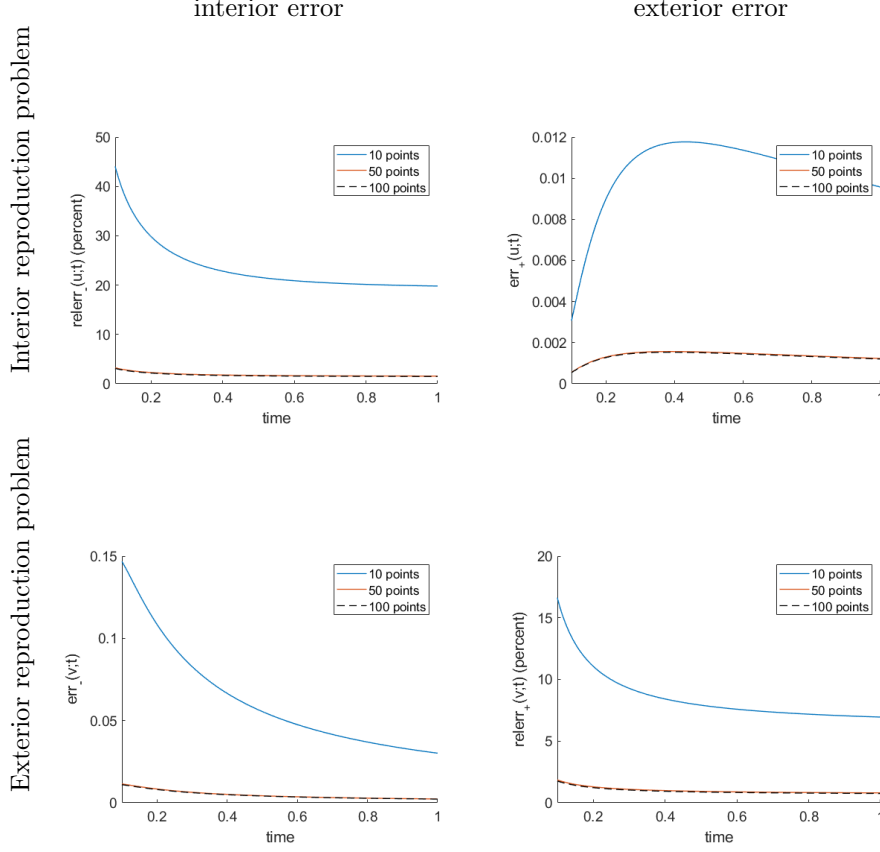 interior error
exterior error
Interior reproduction problem
50
40
30
20
10
0
relerr_(u;t) (percent)
10 points
50 points
100 points
0.2
0.4
0.6
0.8
1
time
0.012
0.01
0.008
0.006
0.004
0.002
0
err+(u;t)
10 points
50 points
100 points
0.2
0.4
0.6
0.8
1
time
Exterior reproduction problem
0.15
0.1
0.05
0
err_(v;t)
10 points
50 points
100 points
0.2
0.4
0.6
0.8
1
time
20
15
10
5
0
relerr+(v;t) (percent)
10 points
50 points
100 points
0.2
0.4
0.6
0.8
1
time